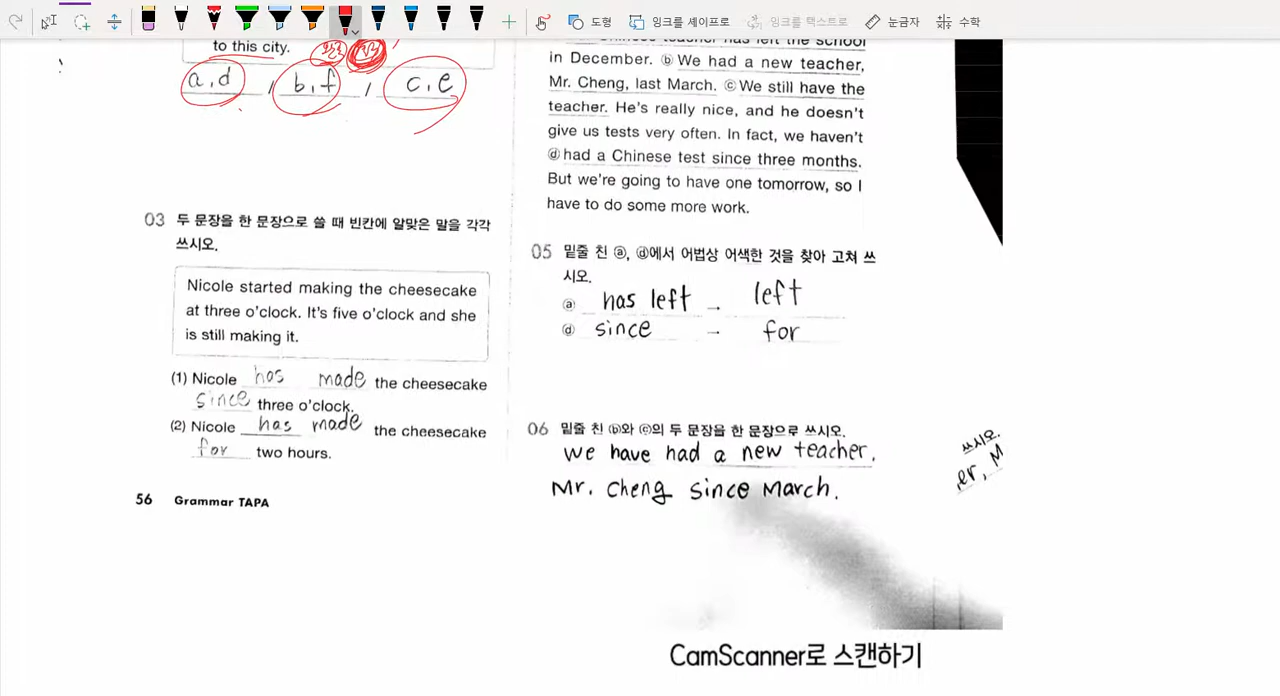 도형
잉크를 셰이프로
잉크를 텍스트로
눈금자
수학
to this city.
완료
a, d / b, f / c, e
03 두 문장을 한 문장으로 쓸 때 빈칸에 알맞은 말을 각각
쓰시오.
Nicole started making the cheesecake
at three o'clock. It's five o'clock and she
is still making it.
(1) Nicole has made the cheesecake
since three o'clock.
(2) Nicole has made the cheesecake
for two hours.
56 Grammar TAPA
teacher has left the school
in December. ⓑ We had a new teacher,
Mr. Cheng, last March. ⓒ We still have the
teacher. He's really nice, and he doesn't
give us tests very often. In fact, we haven't
ⓓ had a Chinese test since three months.
But we're going to have one tomorrow, so I
have to do some more work.
05 밑줄 친 ⓐ, ⓓ에서 어법상 어색한 것을 찾아 고쳐 쓰
시오.
ⓐ has left → left
ⓓ since → for
06 밑줄 친 ⓑ와 ⓒ의 두 문장을 한 문장으로 쓰시오.
we have had a new teacher.
Mr. Cheng since March.
쓰시오.
er, M
CamScanner로 스캔하기